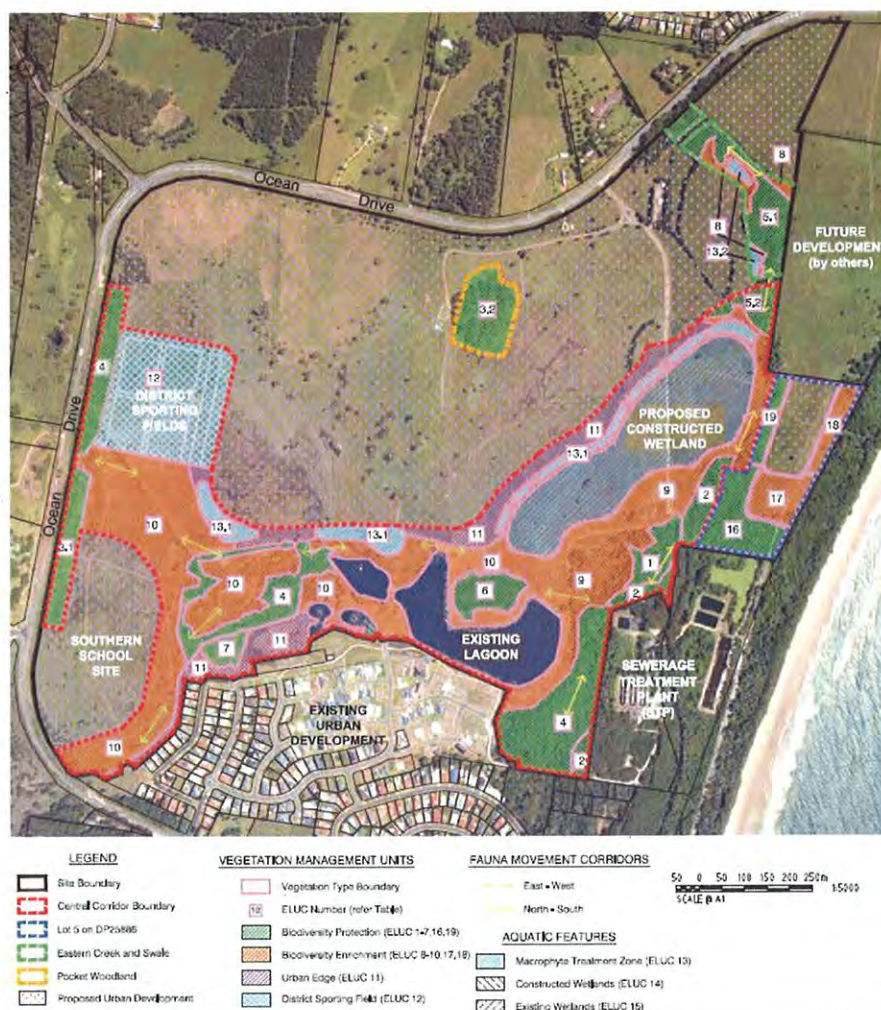 Ocean
Drive
8
5.1
8
13.2
FUTURE
DEVELOPMENT
(by others)
5.2
3.2
4
12
DISTRICT
SPORTING
FIELDS
Drive
Ocean
11
13.1
PROPOSED
CONSTRUCTED
WETLAND
19
18
17
16
9
2
10
13.1
13.1
11
10
3.1
10
4
10
6
9
1
2
7
11
11
EXISTING
LAGOON
SOUTHERN
SCHOOL
SITE
EXISTING
URBAN
DEVELOPMENT
SEWERAGE
TREATMENT
PLANT
(STP)
4
2
10
LEGEND
Site Boundary
Central Corridor Boundary
Lot 5 on DP25886
Eastern Creek and Swale
Pocket Woodland
Proposed Urban Development
VEGETATION MANAGEMENT UNITS
Vegetation Type Boundary
ELUC Number (refer Table)
Biodiversity Protection (ELUC 1-7,16,19)
Biodiversity Enrichment (ELUC 8-10,17,18)
Urban Edge (ELUC 11)
District Sporting Field (ELUC 12)
FAUNA MOVEMENT CORRIDORS
East - West
North - South
AQUATIC FEATURES
Macrophyte Treatment Zone (ELUC 13)
Constructed Wetlands (ELUC 14)
Existing Wetlands (ELUC 15)
50 0 50 100 150 200 250m
SCALE @ A1
1:5000